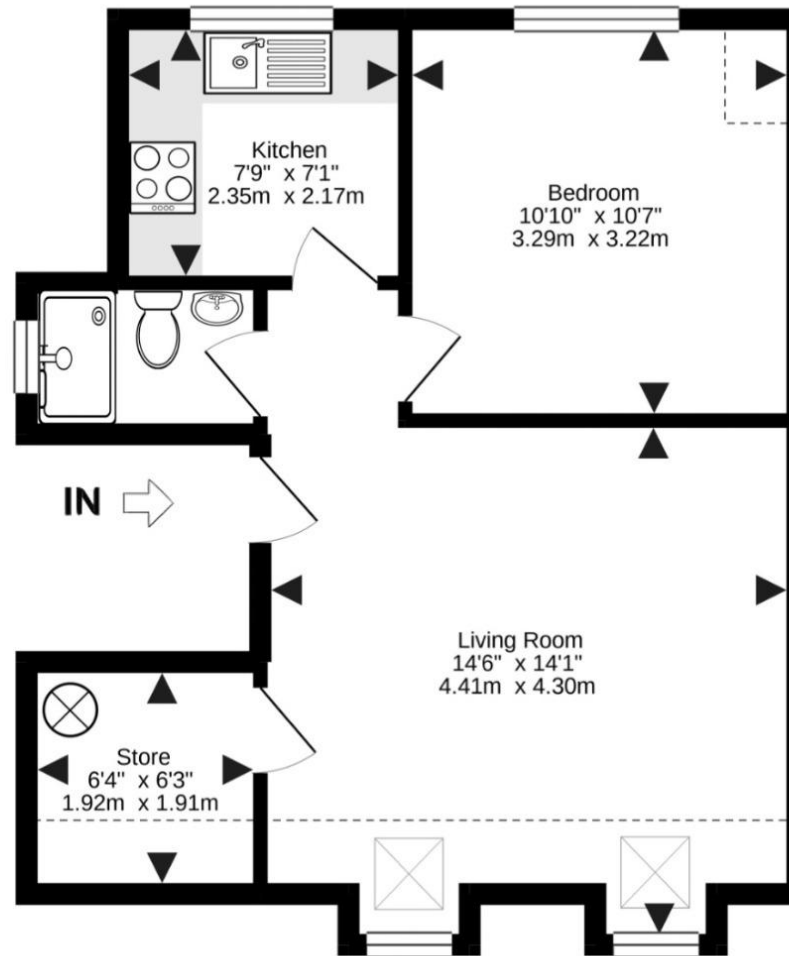 Kitchen
7'9" x 7'1"
2.35m x 2.17m
Bedroom
10'10" x 10'7"
3.29m x 3.22m
IN
Living Room
14'6" x 14'1"
4.41m x 4.30m
Store
6'4" x 6'3"
1.92m x 1.91m